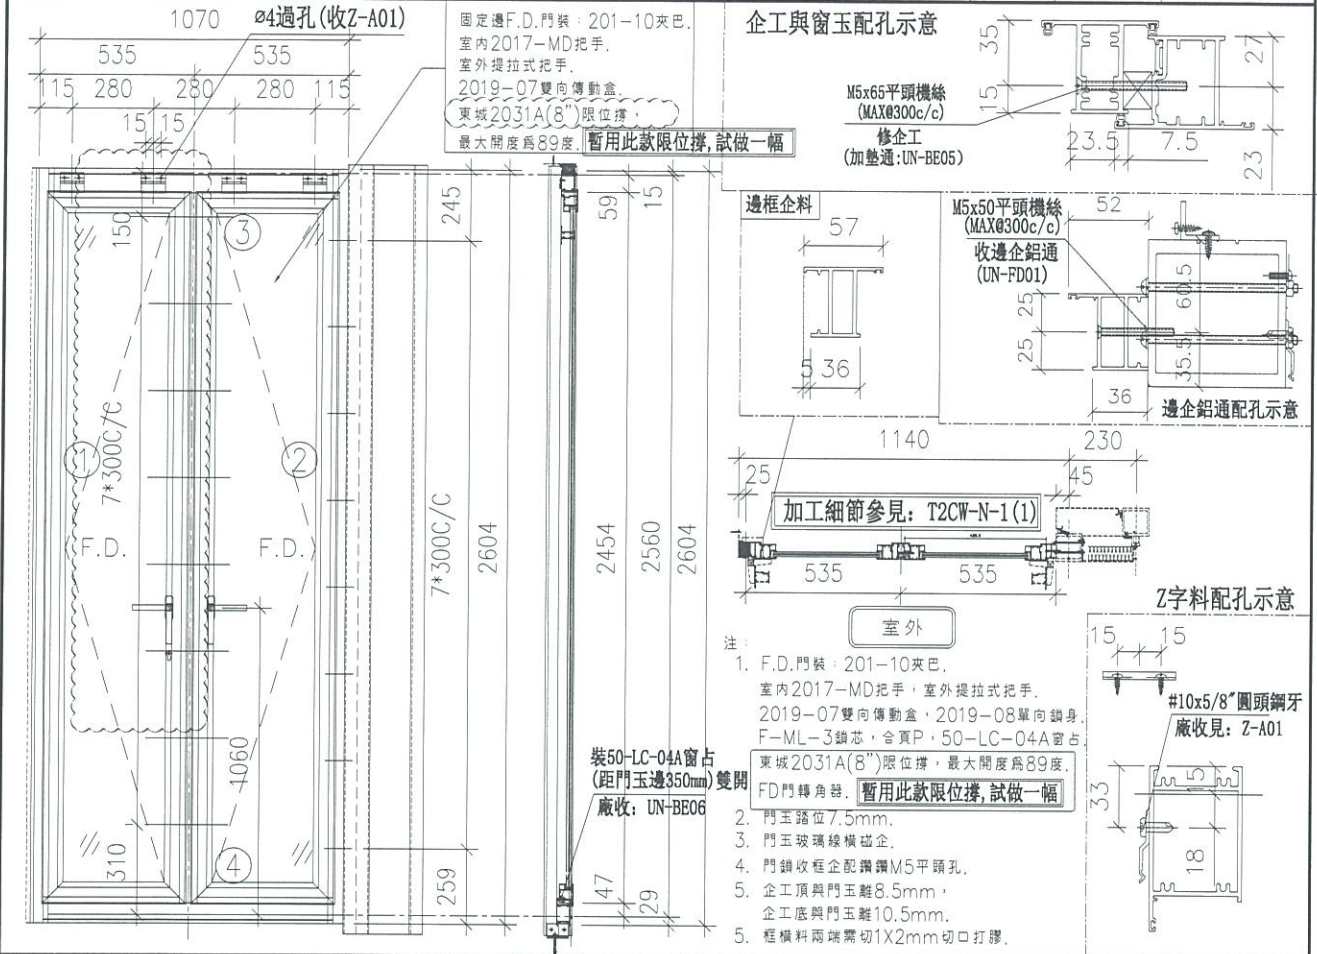 1070
ø4過孔(收Z-A01)
535
535
115
280
280
280
115
15
15
固定邊F.D.門裝：201-10夾巴.
室內2017-MD把手.
室外提拉式把手.
2019-07雙向傳動盒.
東城2031A(8")限位撐，
最大開度爲89度.
暫用此款限位撐,試做一幅
150
③
①
②
7*300C/C
F.D.
F.D.
1060
310
④
245
7*300C/C
2604
259
59
15
2454
2560
2604
47
29
裝50-LC-04A窗占
(距門玉邊350mm)雙開
廠收: UN-BE06
企工與窗玉配孔示意
35
15
27
23
M5x65平頭機絲
(MAX@300c/c)
修企工
(加墊通:UN-BE05)
23.5
7.5
邊框企料
57
5
36
M5x50平頭機絲
(MAX@300c/c)
收邊企鋁通
(UN-FD01)
52
60.5
25
25
35.5
36
邊企鋁通配孔示意
1140
230
25
45
加工細節參見: T2CW-N-1(1)
535
535
室外
注：
1. F.D.門裝：201-10夾巴.
室內2017-MD把手，室外提拉式把手.
2019-07雙向傳動盒，2019-08單向鎖身.
F-ML-3鎖芯，合頁P，50-LC-04A窗占.
東城2031A(8")限位撐，最大開度爲89度.
FD門轉角器.
暫用此款限位撐,試做一幅
2. 門玉踏位7.5mm.
3. 門玉玻璃線橫碰企.
4. 門鎖收框企配鑽鑽M5平頭孔.
5. 企工頂與門玉離8.5mm，
企工底與門玉離10.5mm.
5. 框橫料兩端需切1X2mm切口打膠.
Z字料配孔示意
15
15
#10x5/8"圓頭鋼牙
廠收見: Z-A01
33
15
18